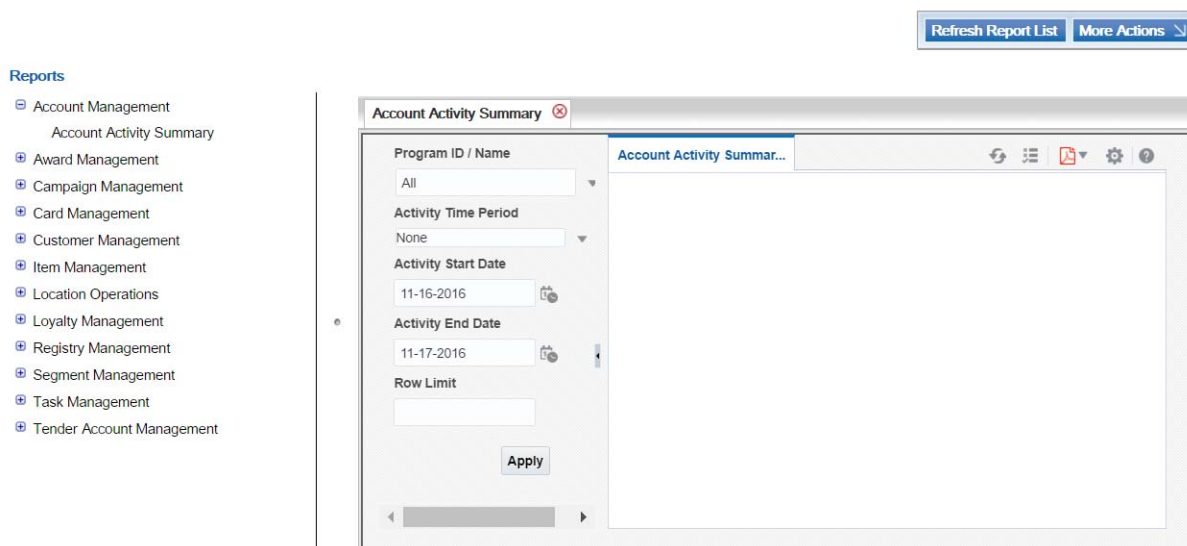 Refresh Report List
More Actions
Reports
Account Management
Account Activity Summary
Award Management
Campaign Management
Card Management
Customer Management
Item Management
Location Operations
Loyalty Management
Registry Management
Segment Management
Task Management
Tender Account Management
Account Activity Summary
Program ID / Name
All
Activity Time Period
None
Activity Start Date
11-16-2016
Activity End Date
11-17-2016
Row Limit
Apply
Account Activity Summar...